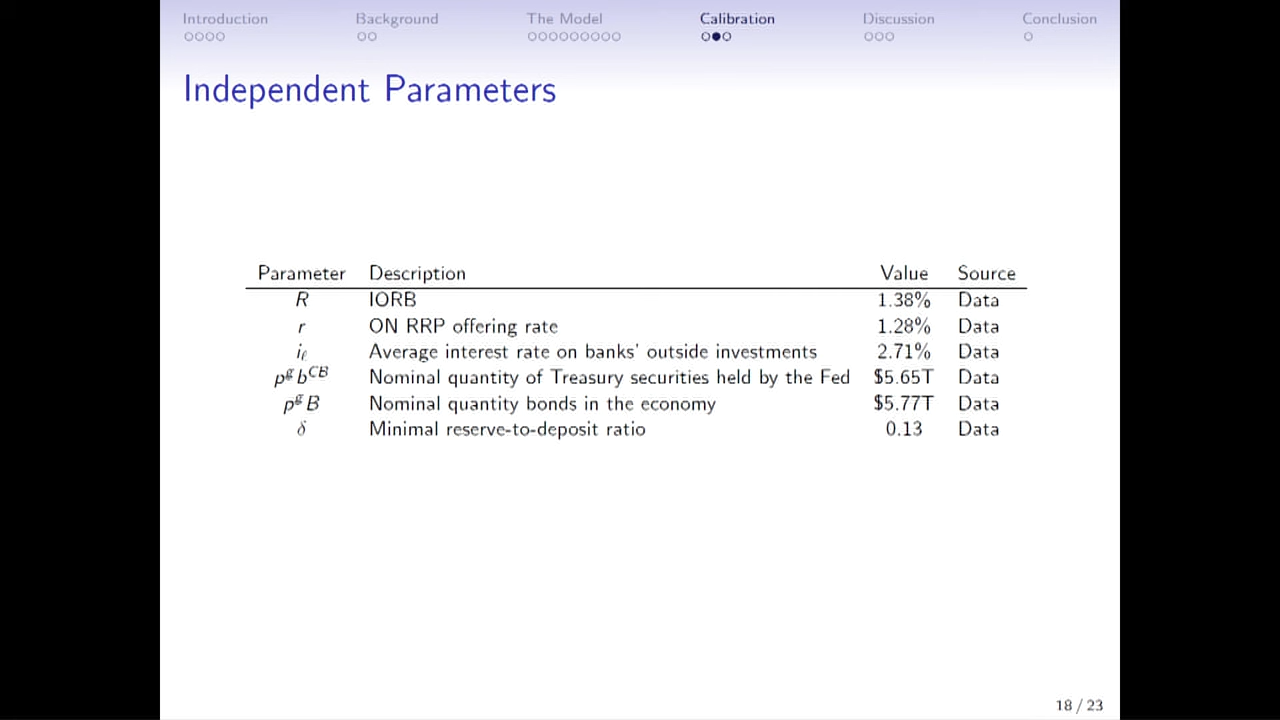 Introduction Background The Model Calibration Discussion Conclusion
Independent Parameters
Parameter Description Value Source
R IORB 1.38% Data
r ON RRP offering rate 1.28% Data
i_ℓ Average interest rate on banks' outside investments 2.71% Data
p^g b^CB Nominal quantity of Treasury securities held by the Fed $5.65T Data
p^g B Nominal quantity bonds in the economy $5.77T Data
δ Minimal reserve-to-deposit ratio 0.13 Data
18 / 23